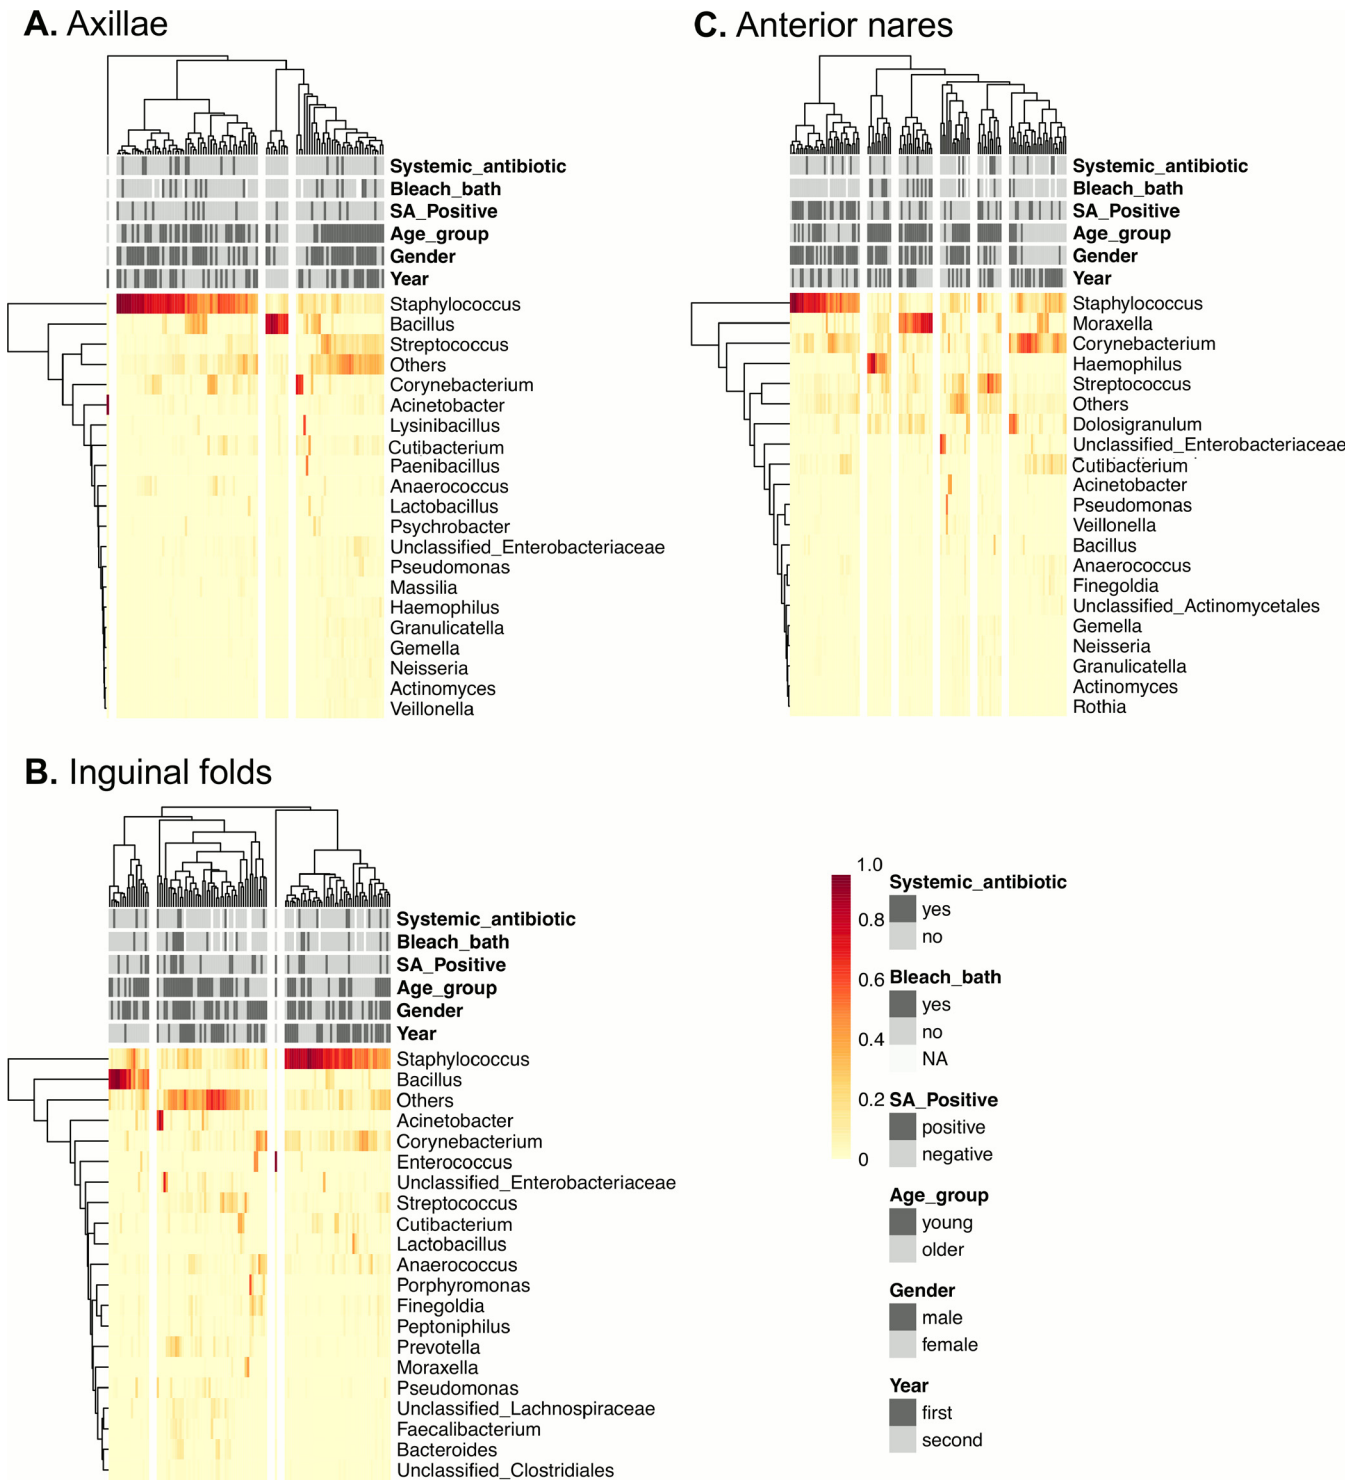 A. Axillae
Systemic_antibiotic
Bleach_bath
SA_Positive
Age_group
Gender
Year
Staphylococcus
Bacillus
Streptococcus
Others
Corynebacterium
Acinetobacter
Lysinibacillus
Cutibacterium
Paenibacillus
Anaerococcus
Lactobacillus
Psychrobacter
Unclassified_Enterobacteriaceae
Pseudomonas
Massilia
Haemophilus
Granulicatella
Gemella
Neisseria
Actinomyces
Veillonella
C. Anterior nares
Systemic_antibiotic
Bleach_bath
SA_Positive
Age_group
Gender
Year
Staphylococcus
Moraxella
Corynebacterium
Haemophilus
Streptococcus
Others
Dolosigranulum
Unclassified_Enterobacteriaceae
Cutibacterium
Acinetobacter
Pseudomonas
Veillonella
Bacillus
Anaerococcus
Finegoldia
Unclassified_Actinomycetales
Gemella
Neisseria
Granulicatella
Actinomyces
Rothia
B. Inguinal folds
Systemic_antibiotic
Bleach_bath
SA_Positive
Age_group
Gender
Year
Staphylococcus
Bacillus
Others
Acinetobacter
Corynebacterium
Enterococcus
Unclassified_Enterobacteriaceae
Streptococcus
Cutibacterium
Lactobacillus
Anaerococcus
Porphyromonas
Finegoldia
Peptoniphilus
Prevotella
Moraxella
Pseudomonas
Unclassified_Lachnospiraceae
Faecalibacterium
Bacteroides
Unclassified_Clostridiales
1.0
0.8
0.6
0.4
0.2
0
Systemic_antibiotic
yes
no
Bleach_bath
yes
no
NA
SA_Positive
positive
negative
Age_group
young
older
Gender
male
female
Year
first
second